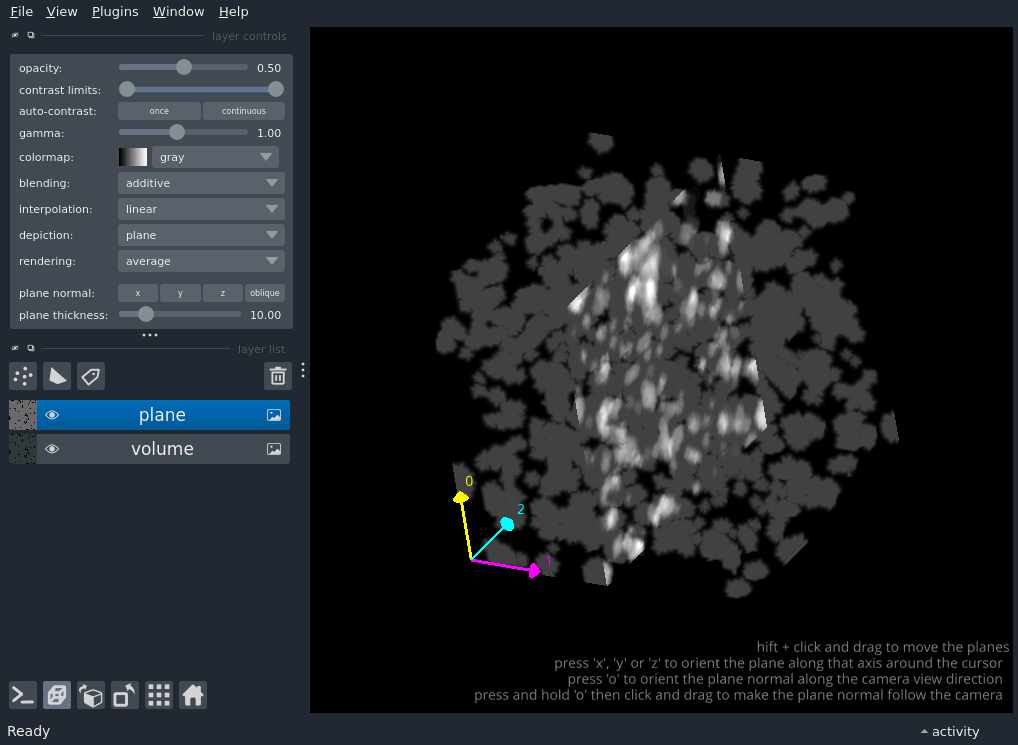 File View Plugins Window Help
layer controls
opacity: 0.50
contrast limits:
auto-contrast: once continuous
gamma: 1.00
colormap: gray
blending: additive
interpolation: linear
depiction: plane
rendering: average
plane normal: x y z oblique
plane thickness: 10.00
layer list
plane
volume
0
2
1
hift + click and drag to move the planes
press 'x', 'y' or 'z' to orient the plane along that axis around the cursor
press 'o' to orient the plane normal along the camera view direction
press and hold 'o' then click and drag to make the plane normal follow the camera
Ready
activity